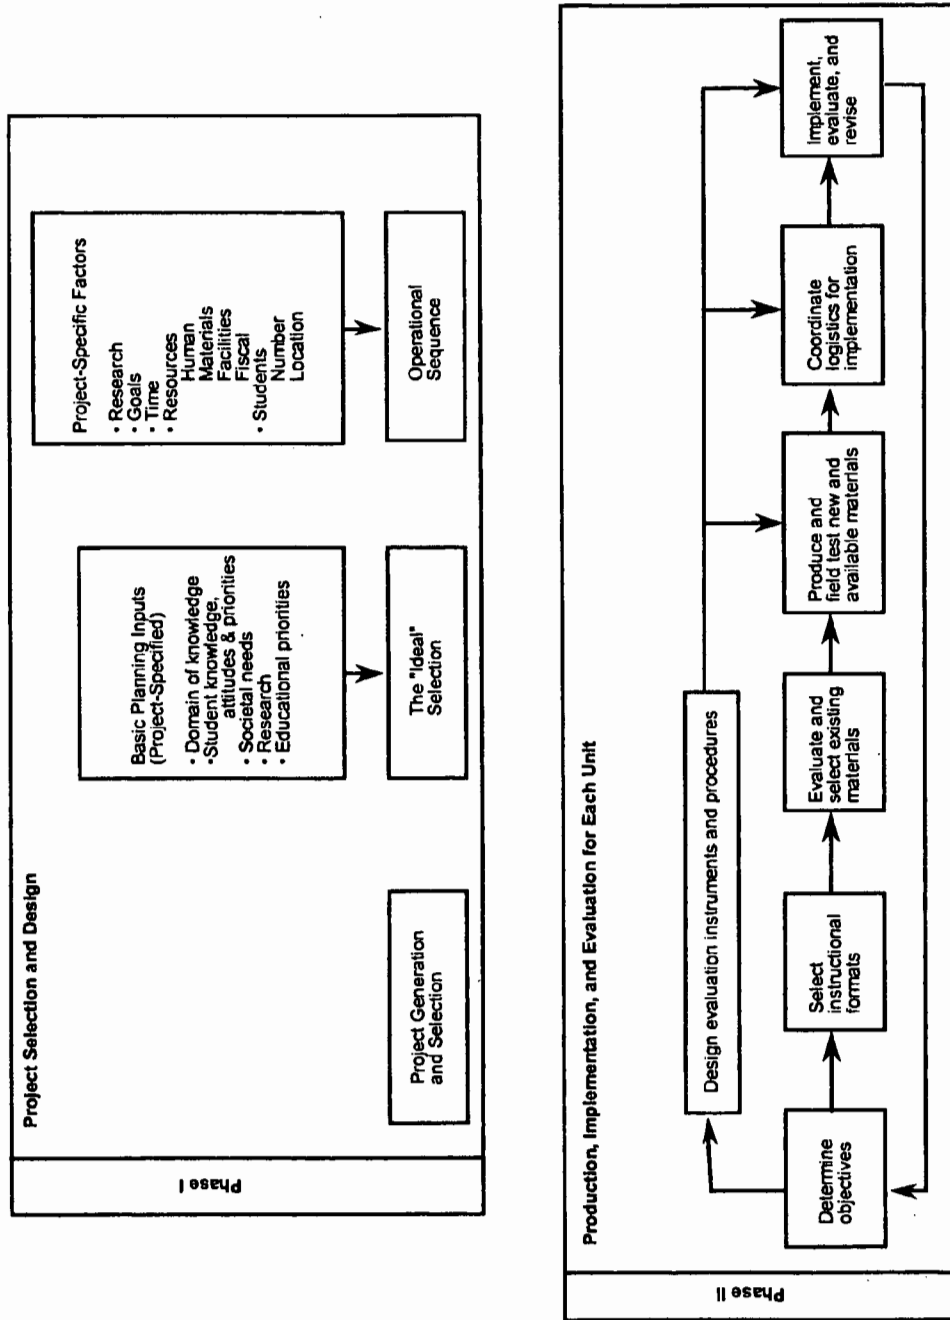 Phase I
Project Selection and Design
Project Generation
and Selection
Basic Planning Inputs
(Project-Specified)
• Domain of knowledge
•Student knowledge,
attitudes & priorities
• Societal needs
• Research
• Educational priorities
The "Ideal"
Selection
Project-Specific Factors
• Research
• Goals
• Time
• Resources
Human
Materials
Facilities
Fiscal
• Students
Number
Location
Operational
Sequence
Phase II
Production, Implementation, and Evaluation for Each Unit
Design evaluation instruments and procedures
Determine
objectives
Select
instructional
formats
Evaluate and
select existing
materials
Produce and
field test new and
available materials
Coordinate
logistics for
implementation
Implement,
evaluate, and
revise